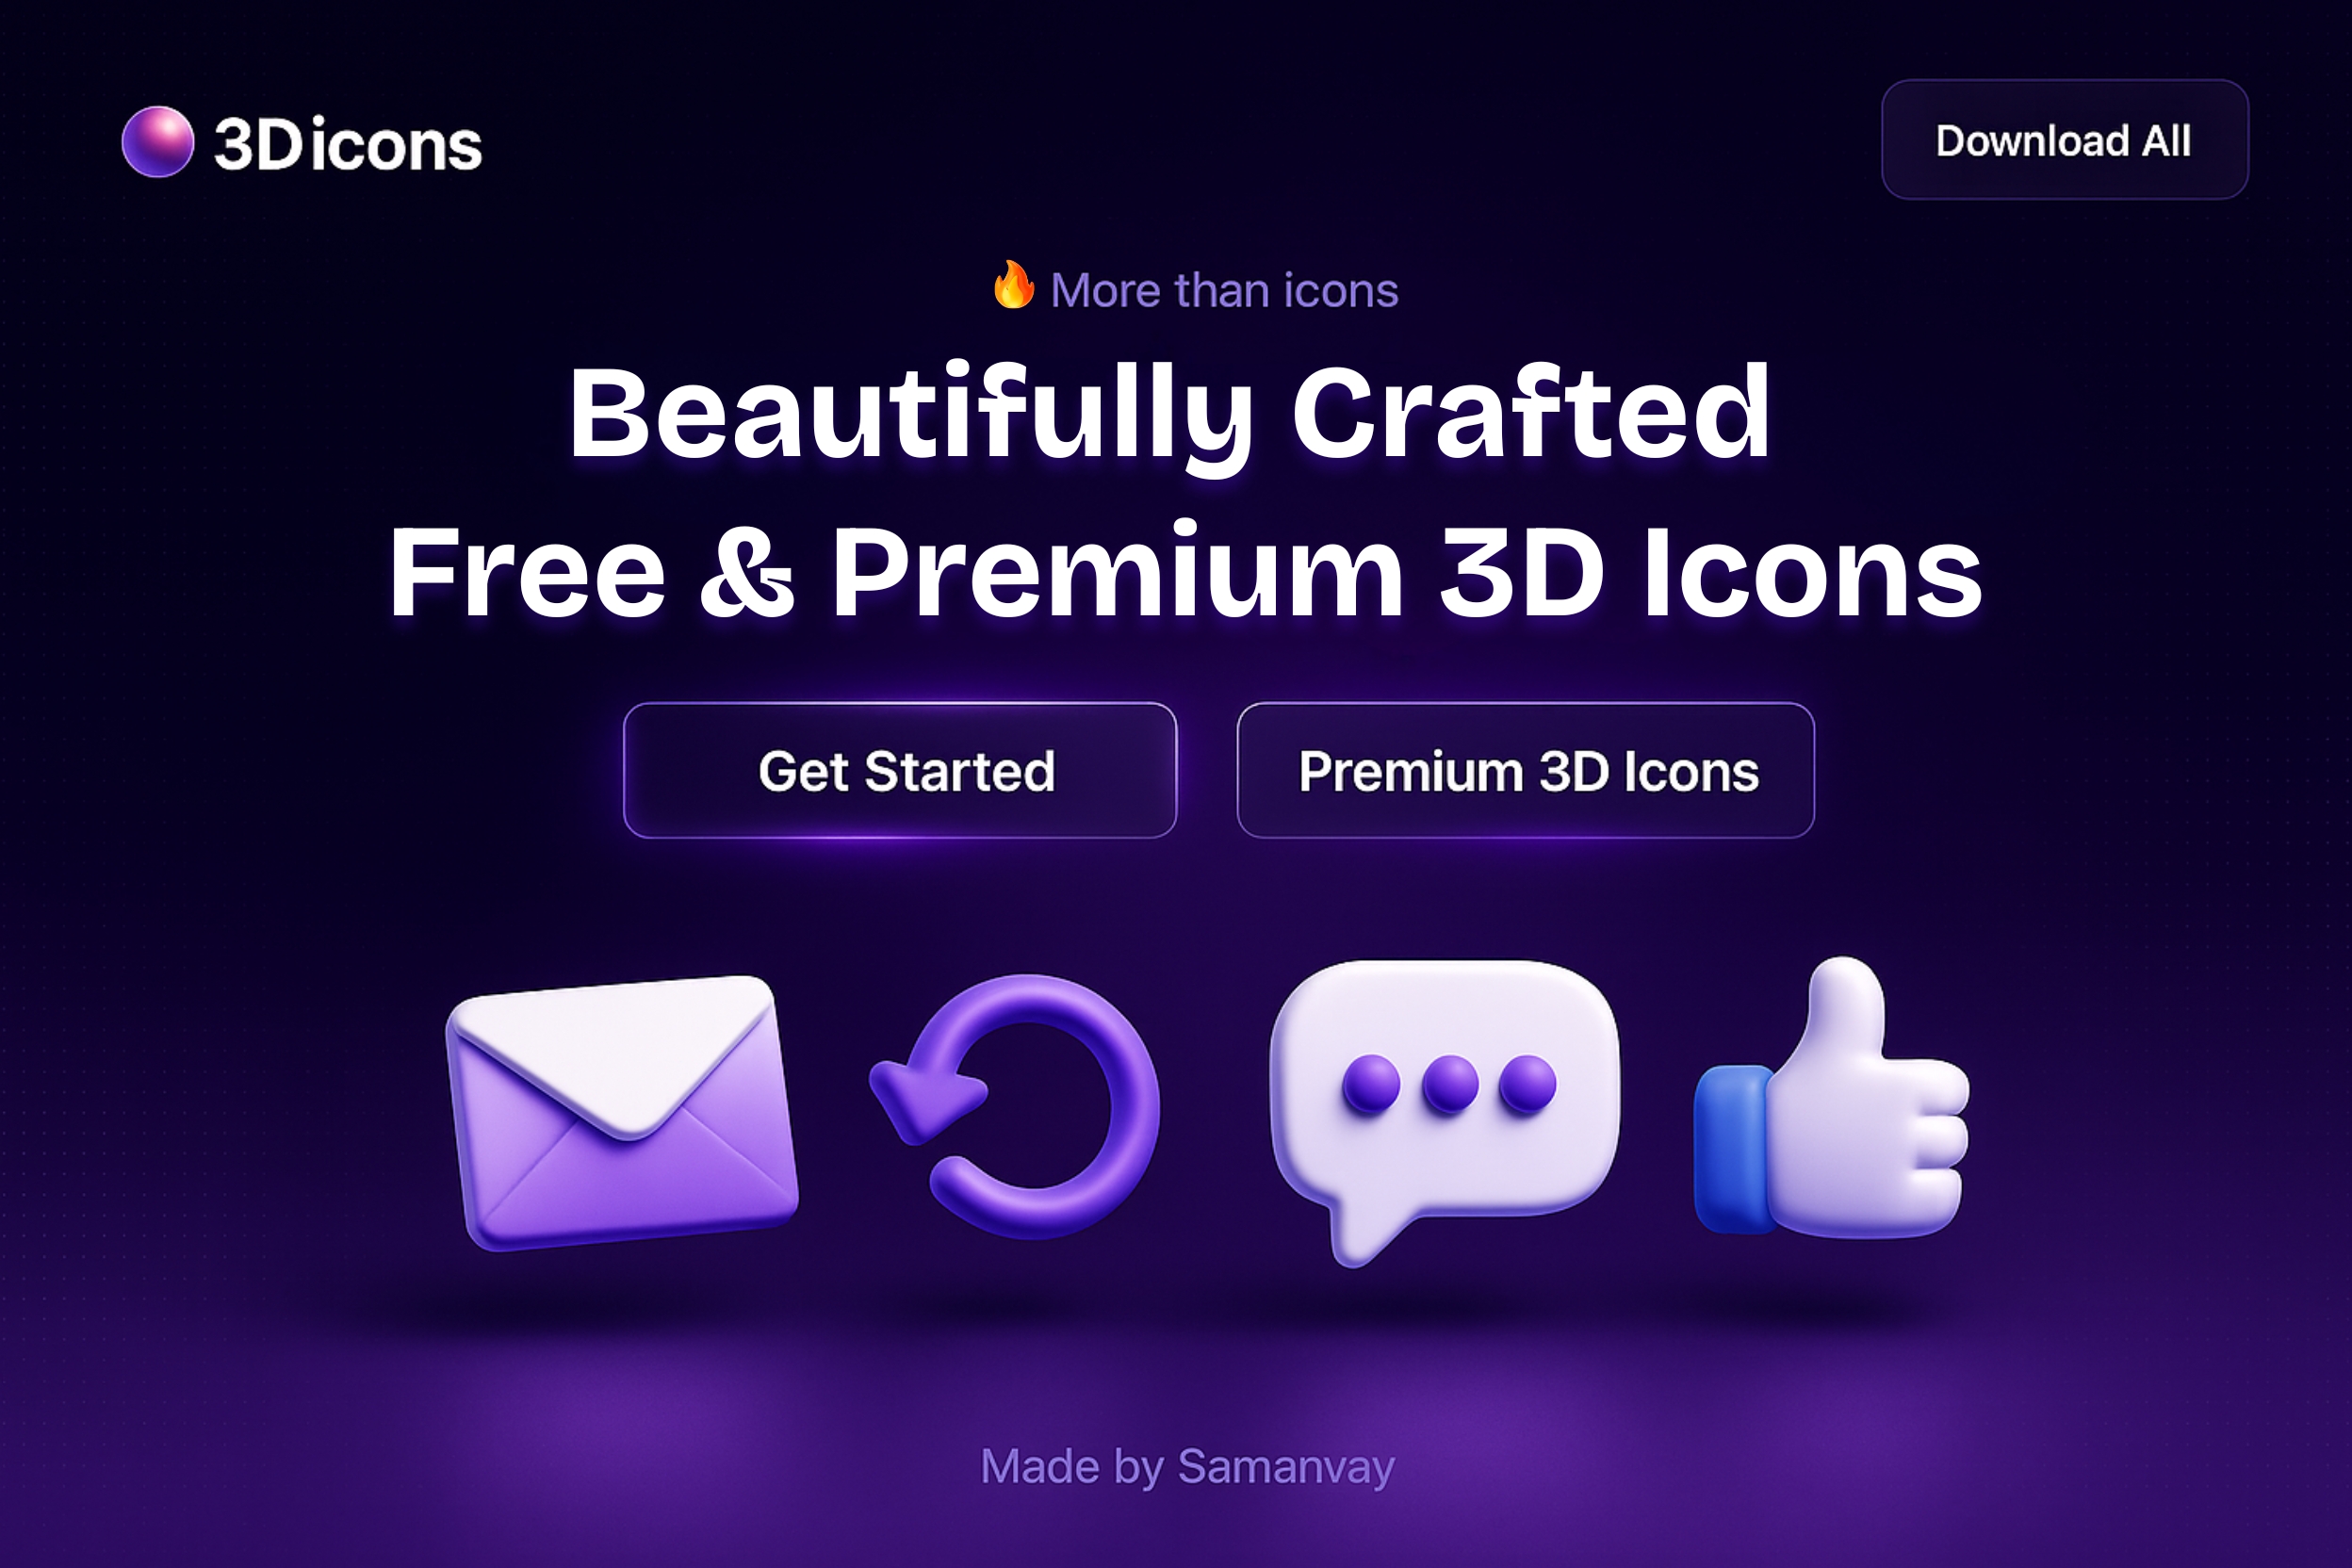 3Dicons
Download All
🔥 More than icons
Beautifully Crafted
Free & Premium 3D Icons
Get Started
Premium 3D Icons
Made by Samanvay